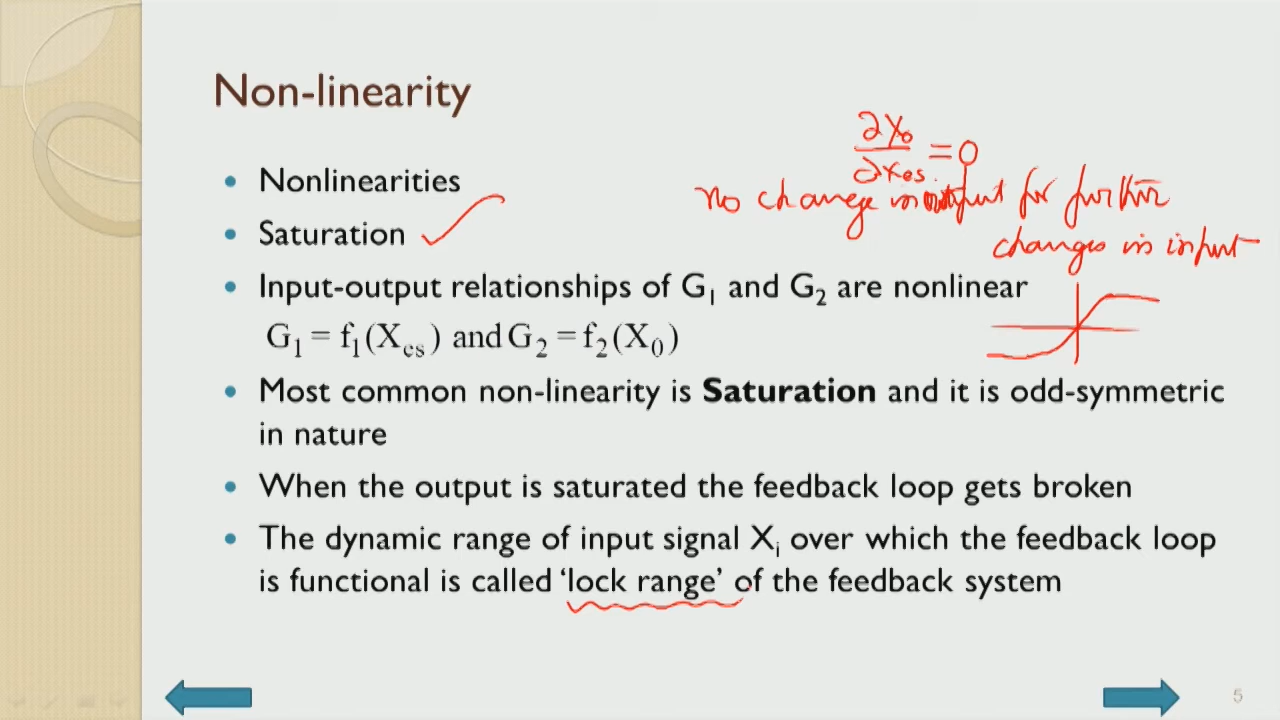 Non-linearity
∂X₀/∂Xes = 0
• Nonlinearities
no change in output for further
• Saturation
changes in input
• Input-output relationships of G₁ and G₂ are nonlinear
G₁ = f₁(Xes) and G₂ = f₂(X₀)
• Most common non-linearity is Saturation and it is odd-symmetric
in nature
• When the output is saturated the feedback loop gets broken
• The dynamic range of input signal Xᵢ over which the feedback loop
is functional is called ‘lock range’ of the feedback system
5